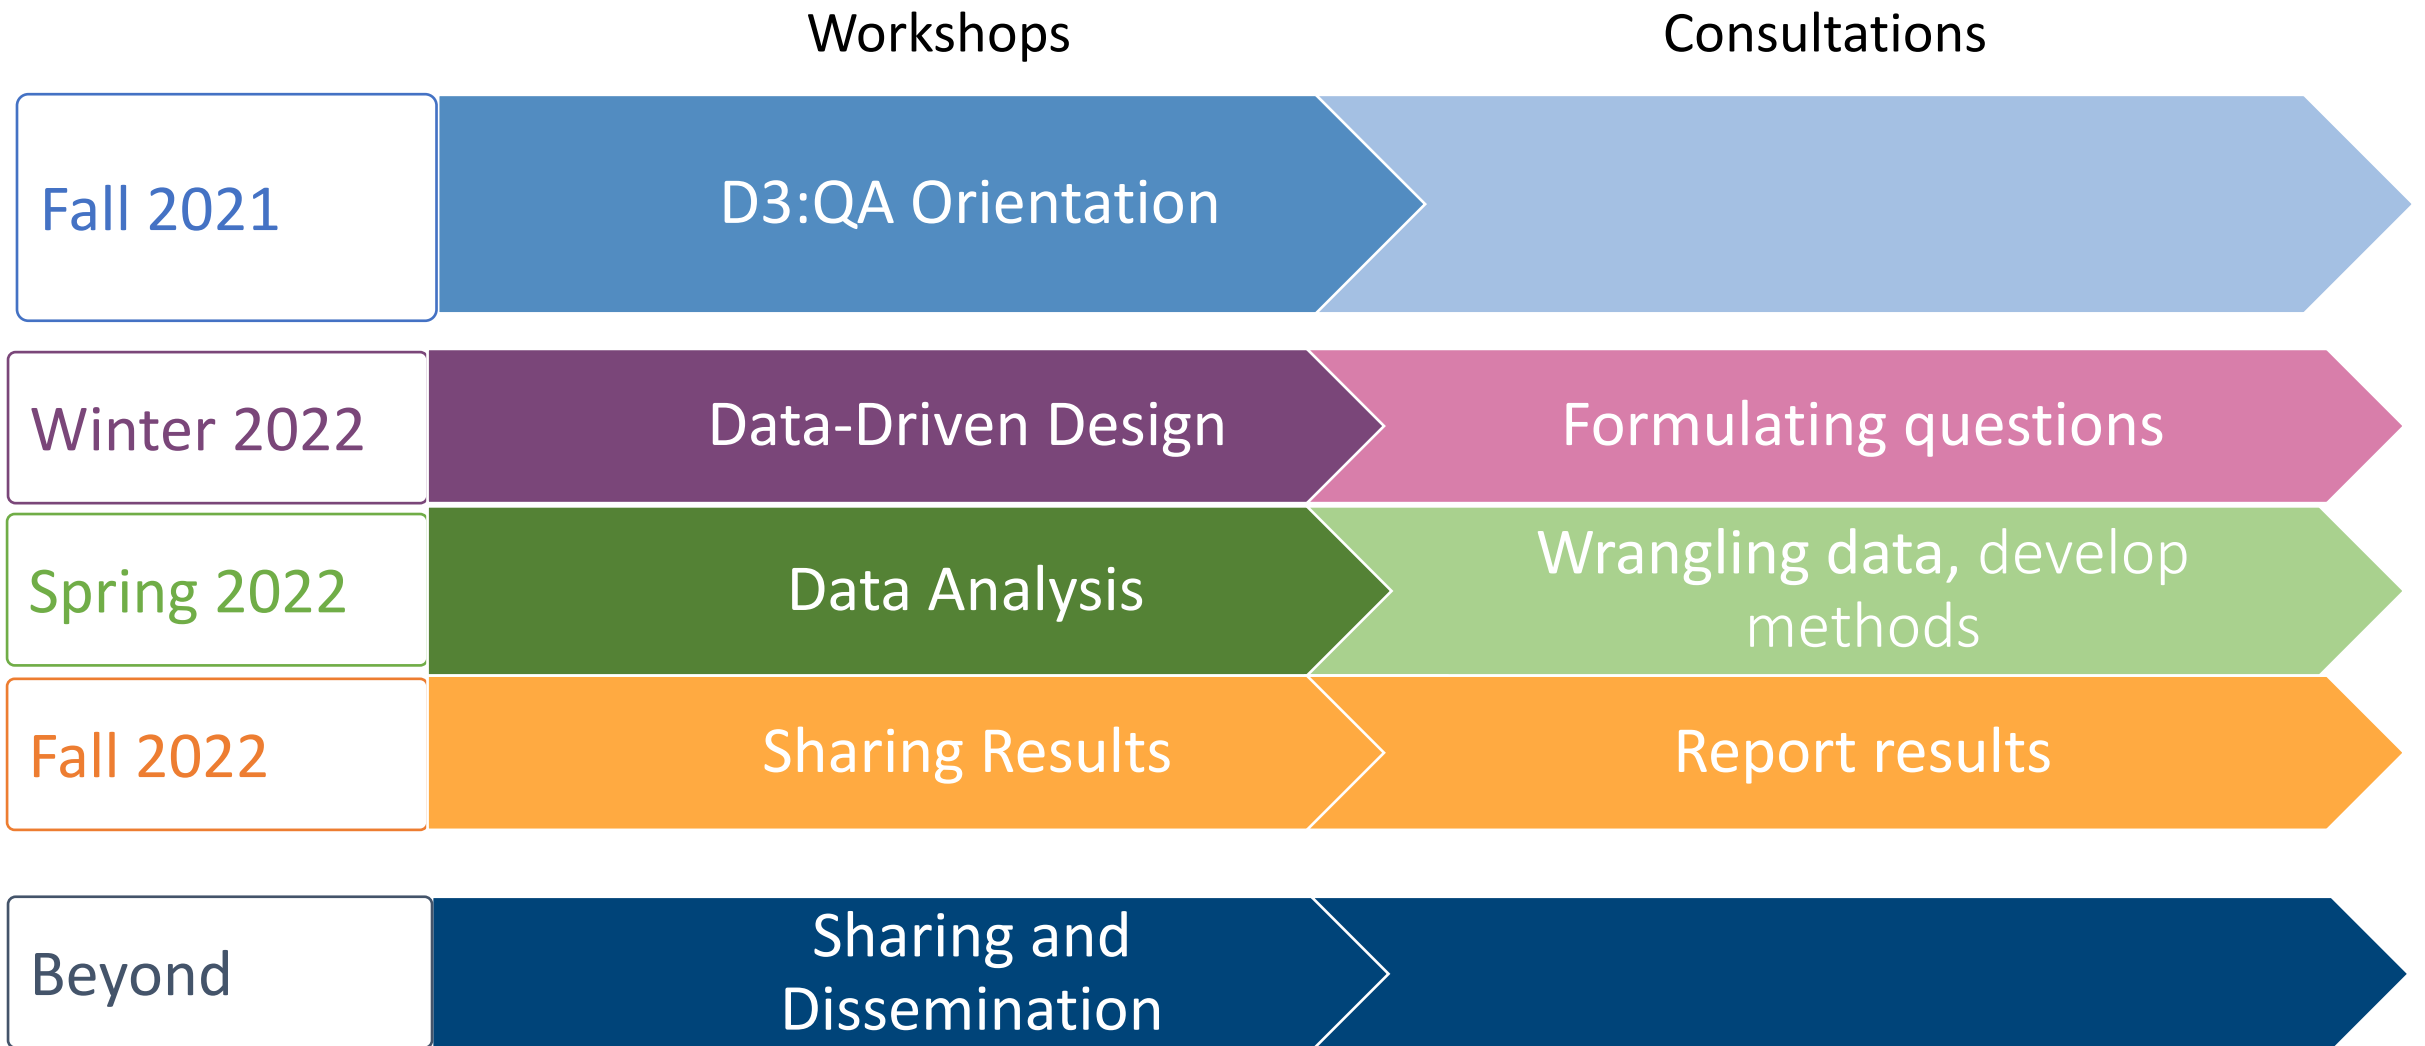 Workshops
Consultations
Fall 2021
D3:QA Orientation
Winter 2022
Data-Driven Design
Formulating questions
Spring 2022
Data Analysis
Wrangling data, develop
methods
Fall 2022
Sharing Results
Report results
Beyond
Sharing and
Dissemination